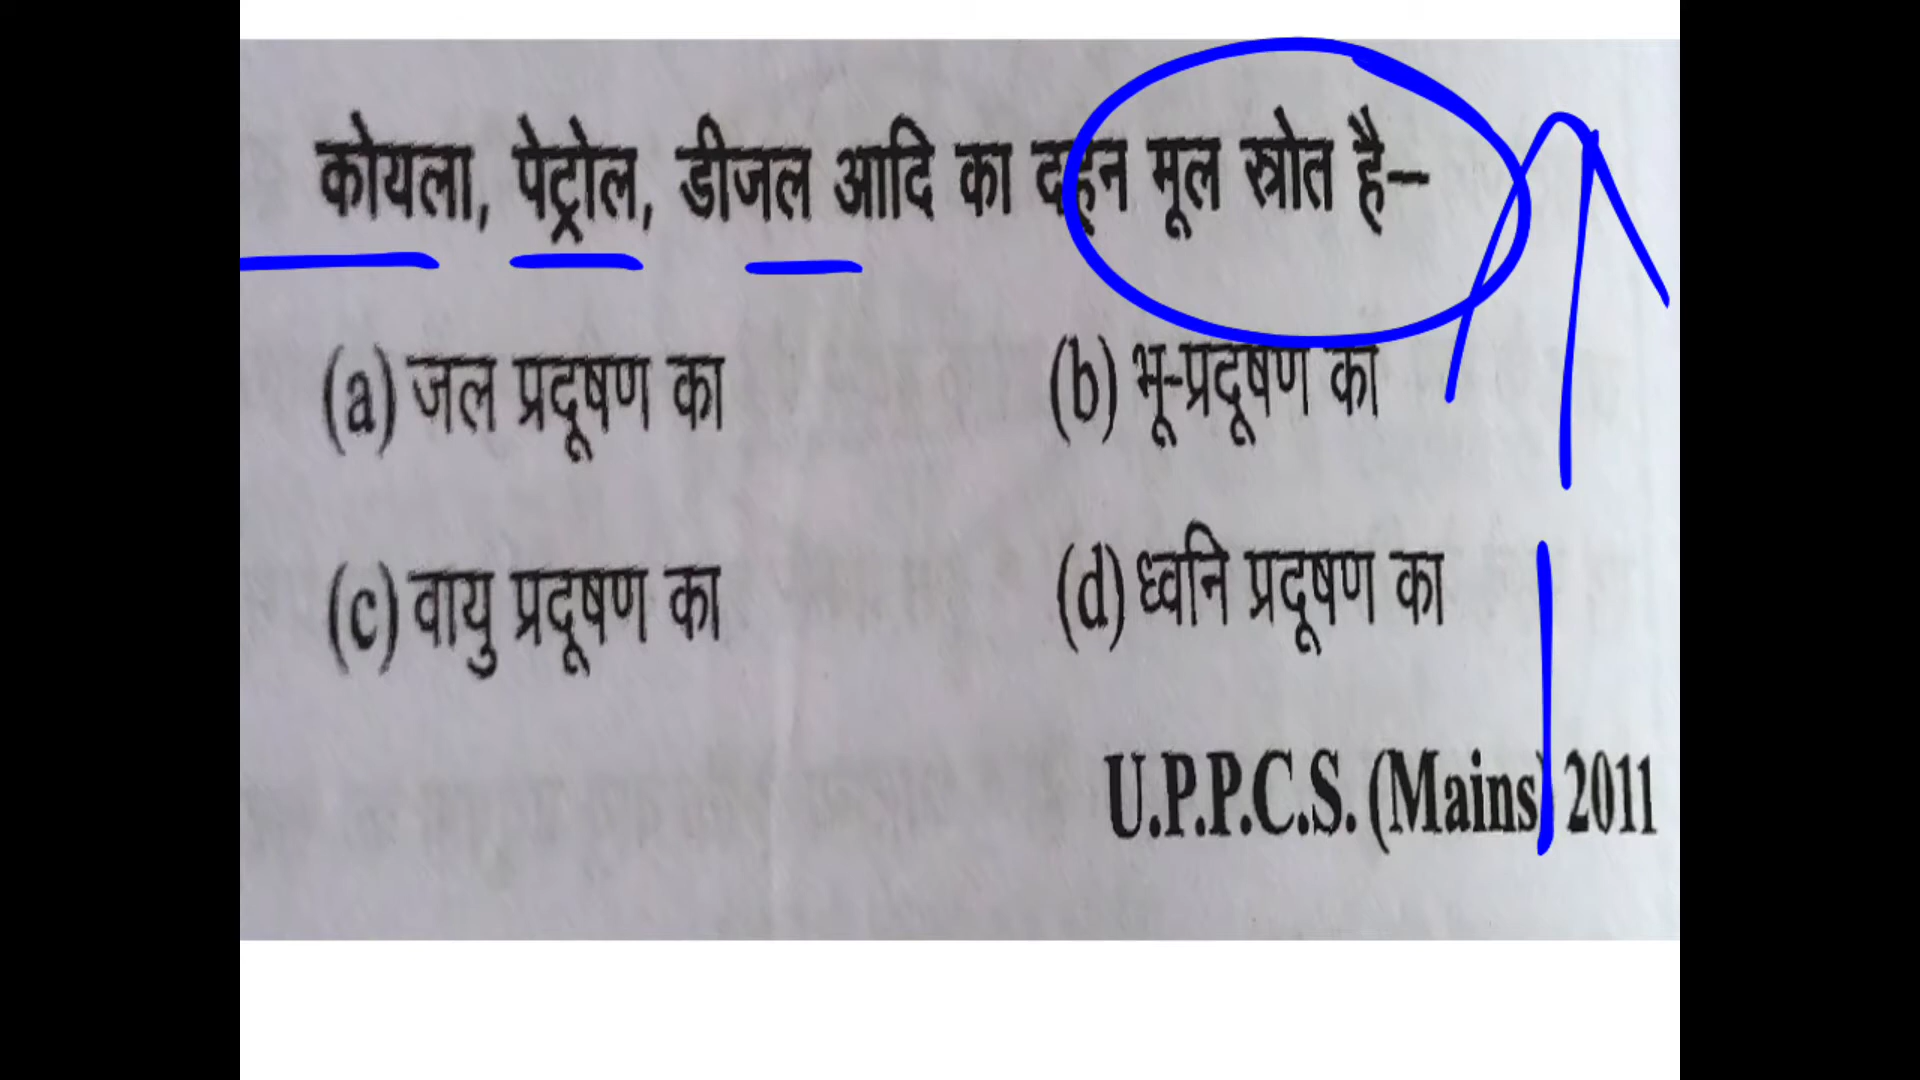 कोयला, पेट्रोल, डीजल आदि का दहन मूल स्त्रोत है–
(a) जल प्रदूषण का (b) भू-प्रदूषण का
(c) वायु प्रदूषण का (d) ध्वनि प्रदूषण का
U.P.P.C.S. (Mains) 2011